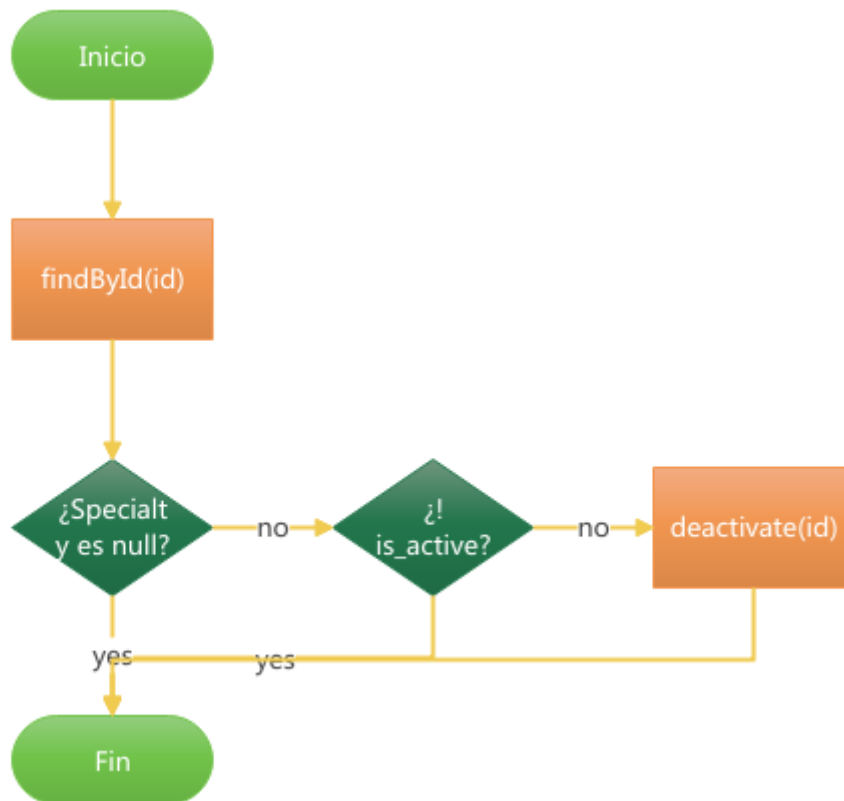 Inicio
findById(id)
¿Specialt
y es null?
no
¿!
is_active?
no
deactivate(id)
yes
yes
Fin